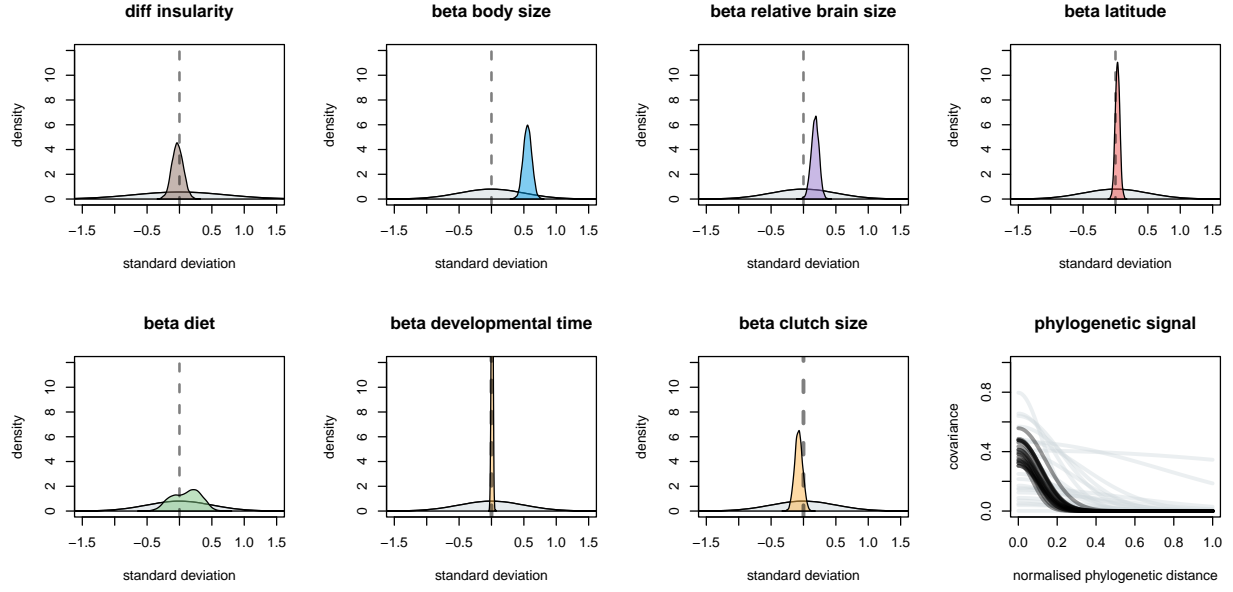 diff insularity
density
0 2 4 6 8 10
−1.5 −0.5 0.5 1.0 1.5
standard deviation
beta body size
density
0 2 4 6 8 10
−1.5 −0.5 0.5 1.0 1.5
standard deviation
beta relative brain size
density
0 2 4 6 8 10
−1.5 −0.5 0.5 1.0 1.5
standard deviation
beta latitude
density
0 2 4 6 8 10
−1.5 −0.5 0.5 1.0 1.5
standard deviation
beta diet
density
0 2 4 6 8 10
−1.5 −0.5 0.5 1.0 1.5
standard deviation
beta developmental time
density
0 2 4 6 8 10
−1.5 −0.5 0.5 1.0 1.5
standard deviation
beta clutch size
density
0 2 4 6 8 10
−1.5 −0.5 0.5 1.0 1.5
standard deviation
phylogenetic signal
covariance
0.0 0.4 0.8
0.0 0.2 0.4 0.6 0.8 1.0
normalised phylogenetic distance